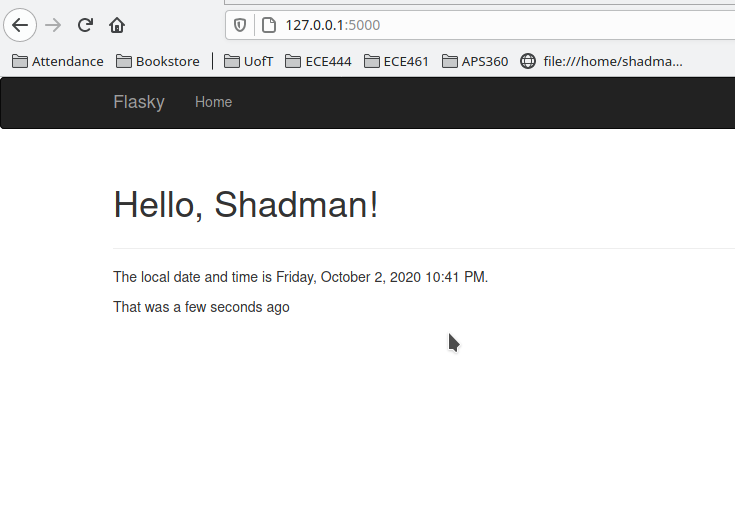 127.0.0.1:5000
Attendance Bookstore UofT ECE444 ECE461 APS360 file:///home/shadma...
Flasky Home
Hello, Shadman!
The local date and time is Friday, October 2, 2020 10:41 PM.
That was a few seconds ago